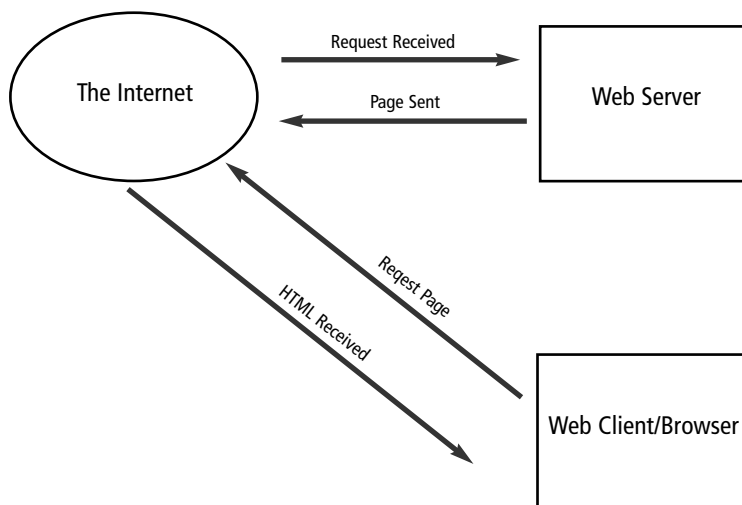 Request Received
The Internet
Web Server
Page Sent
Reqest Page
HTML Received
Web Client/Browser